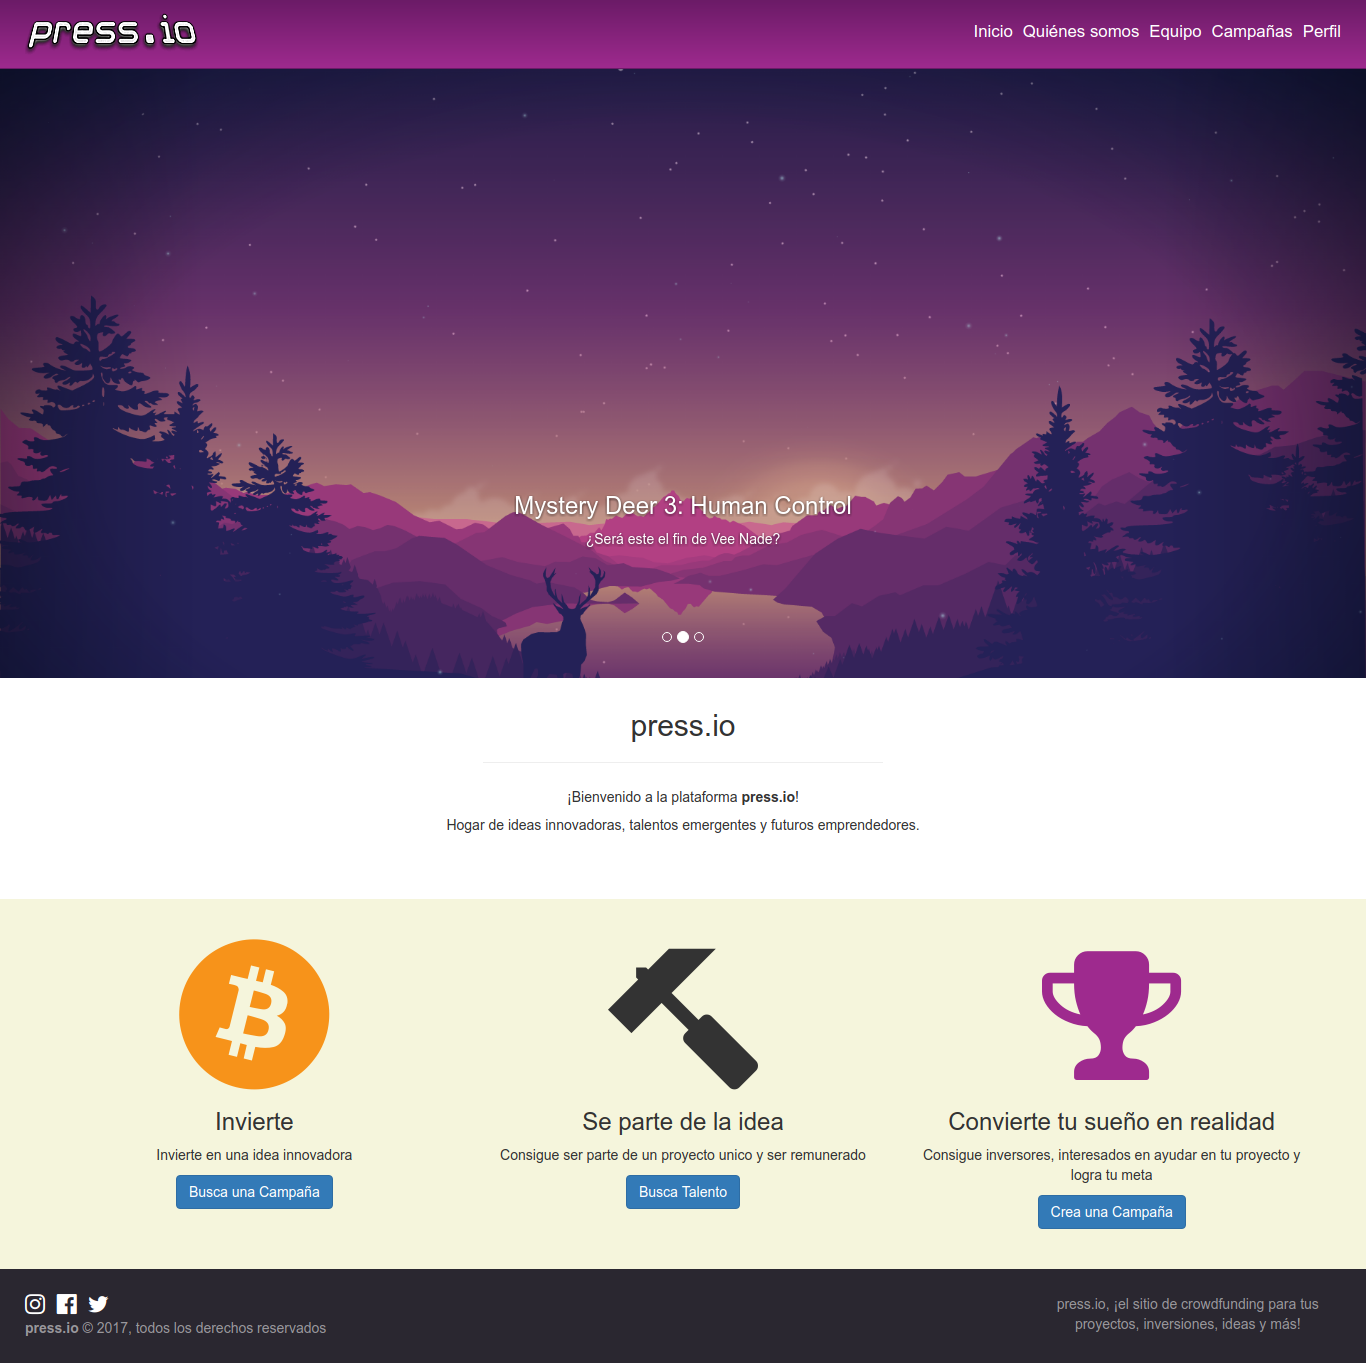 press.io
Inicio Quiénes somos Equipo Campañas Perfil
Mystery Deer 3: Human Control
¿Será este el fin de Vee Nade?
press.io
¡Bienvenido a la plataforma press.io!
Hogar de ideas innovadoras, talentos emergentes y futuros emprendedores.
Invierte
Invierte en una idea innovadora
Busca una Campaña
Se parte de la idea
Consigue ser parte de un proyecto unico y ser remunerado
Busca Talento
Convierte tu sueño en realidad
Consigue inversores, interesados en ayudar en tu proyecto y
logra tu meta
Crea una Campaña
press.io © 2017, todos los derechos reservados
press.io, ¡el sitio de crowdfunding para tus
proyectos, inversiones, ideas y más!